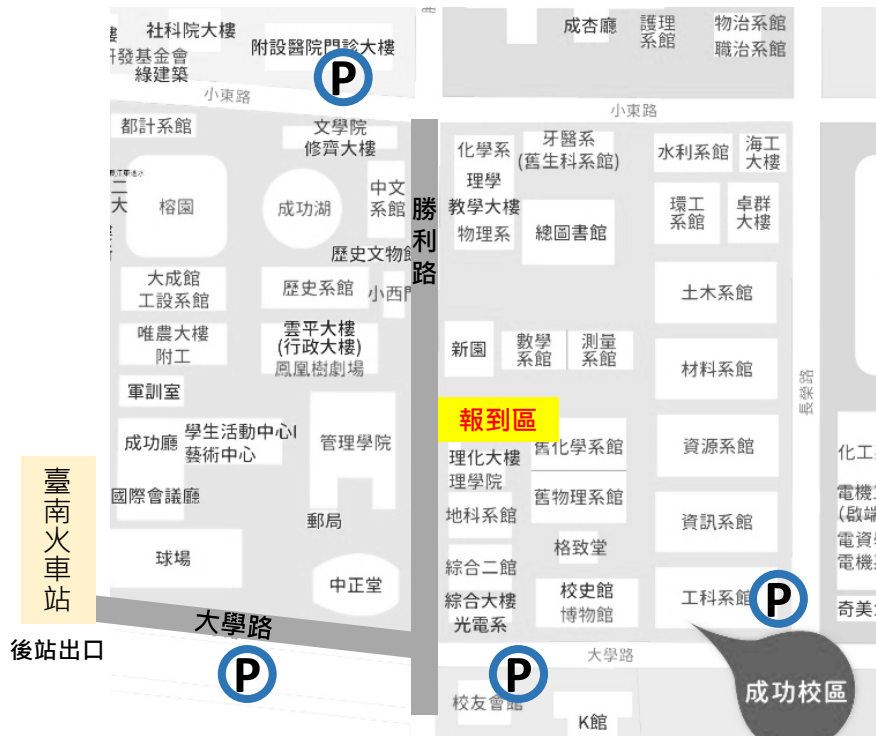 社科院大樓
研發基金會
綠建築
附設醫院門診大樓
P
成杏廳
護理
系館
物治系館
職治系館
小東路
小東路
都計系館
文學院
修齊大樓
化學系
理學
教學大樓
物理系
牙醫系
(舊生科系館)
水利系館
海工
大樓
榕園
成功湖
中文
系館
勝利路
總圖書館
環工
系館
卓群
大樓
歷史文物館
大成館
工設系館
歷史系館
小西門
土木系館
唯農大樓
附工
雲平大樓
(行政大樓)
鳳凰樹劇場
新園
數學
系館
測量
系館
材料系館
長榮路
軍訓室
報到區
成功廳
學生活動中心I
藝術中心
管理學院
理化大樓
理學院
舊化學系館
資源系館
化工
臺南火車站
國際會議廳
郵局
地科系館
舊物理系館
資訊系館
電機
(啟端
電資
電機
球場
中正堂
綜合二館
格致堂
綜合大樓
光電系
校史館
博物館
工科系館
P
奇美
後站出口
大學路
大學路
P
P
校友會館
K館
成功校區